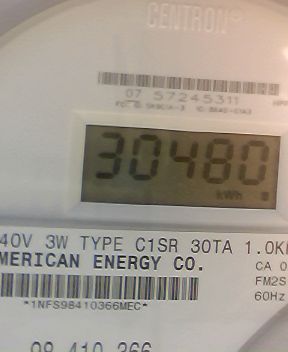 CENTRON®
07 57245311
30480
kWh
40V 3W TYPE C1SR 30TA 1.0K
MERICAN ENERGY CO.
CA 0
FM2S
60Hz
*1NFS98410366MEC*
98 410 366